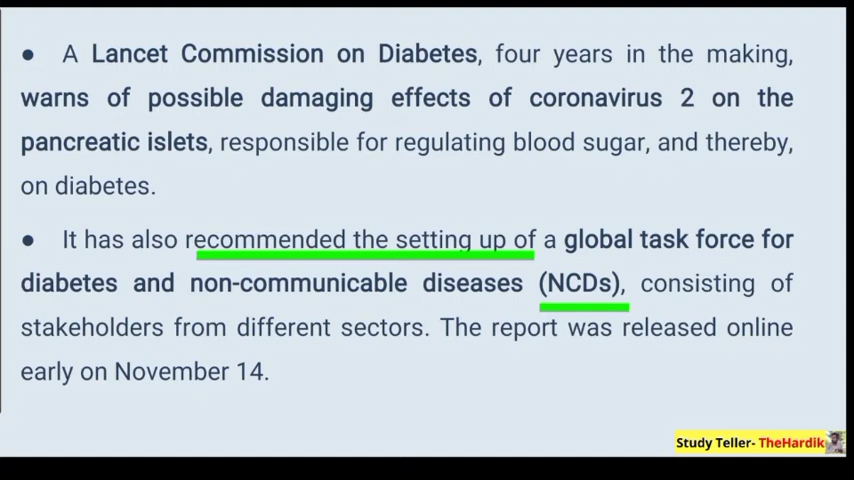 ● A Lancet Commission on Diabetes, four years in the making,
warns of possible damaging effects of coronavirus 2 on the
pancreatic islets, responsible for regulating blood sugar, and thereby,
on diabetes.
● It has also recommended the setting up of a global task force for
diabetes and non-communicable diseases (NCDs), consisting of
stakeholders from different sectors. The report was released online
early on November 14.
Study Teller- TheHardik